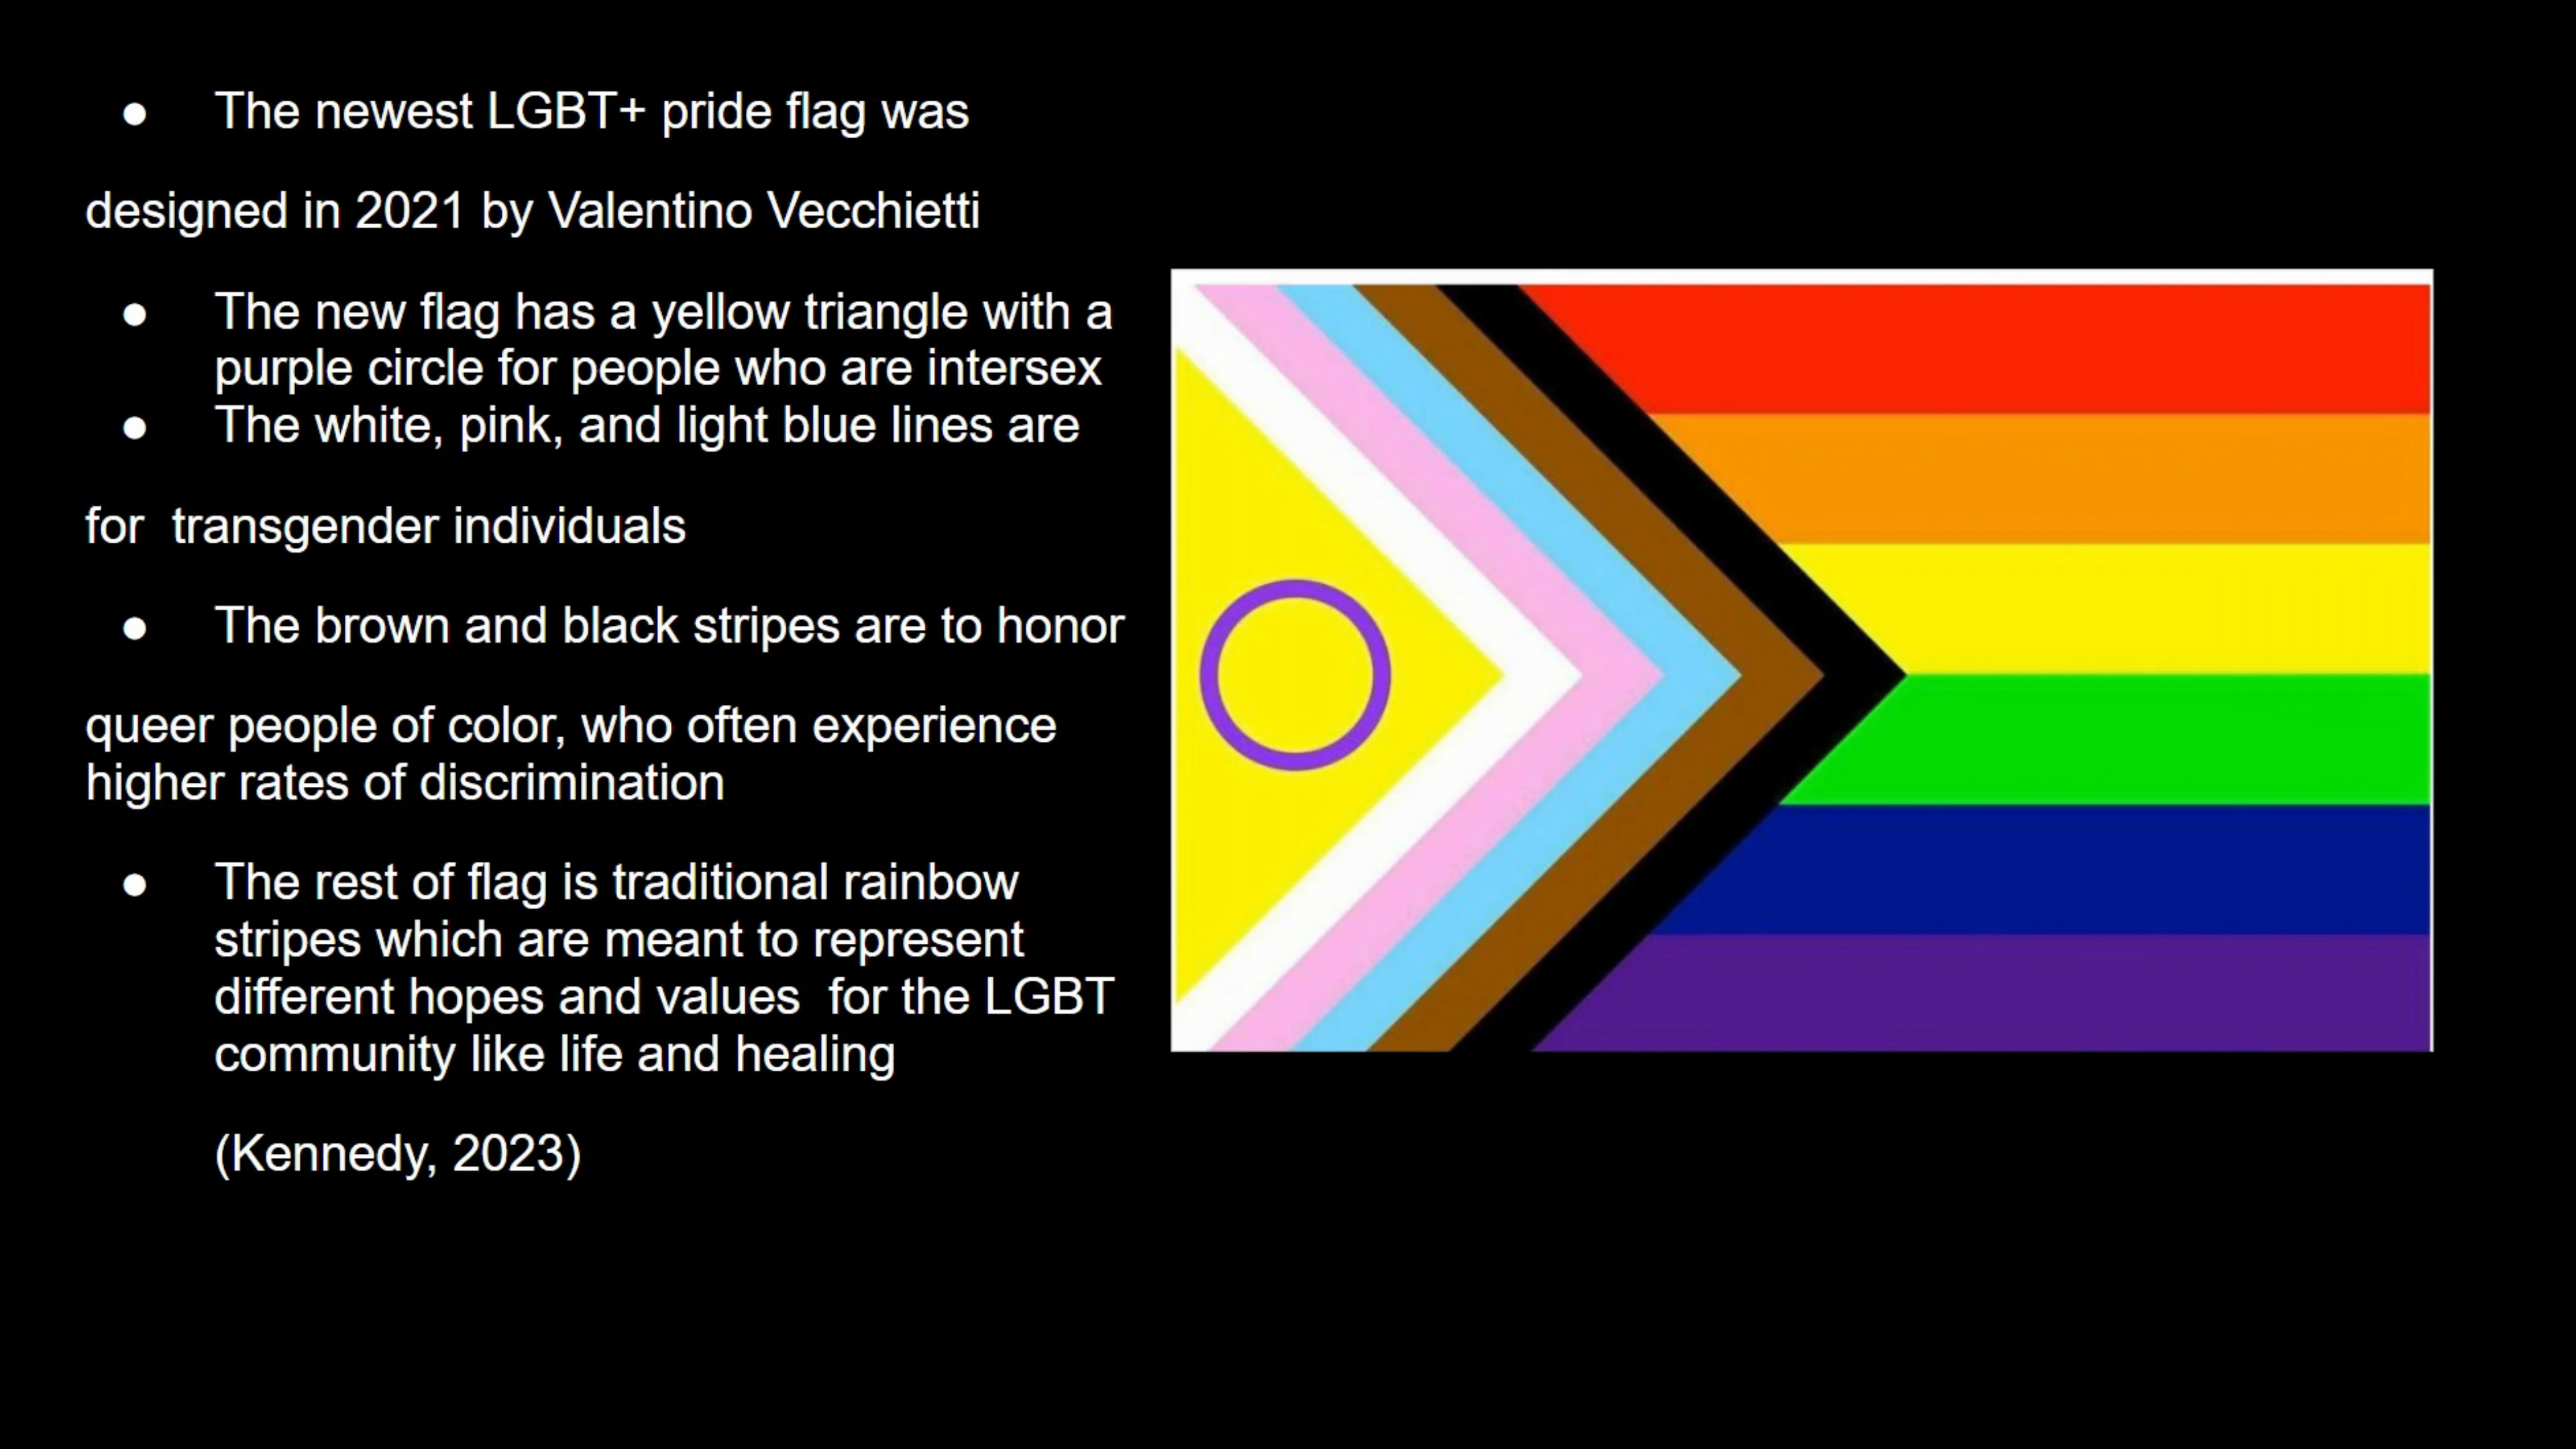 ● The newest LGBT+ pride flag was
designed in 2021 by Valentino Vecchietti
● The new flag has a yellow triangle with a
purple circle for people who are intersex
● The white, pink, and light blue lines are
for  transgender individuals
● The brown and black stripes are to honor
queer people of color, who often experience
higher rates of discrimination
● The rest of flag is traditional rainbow
stripes which are meant to represent
different hopes and values  for the LGBT
community like life and healing
(Kennedy, 2023)